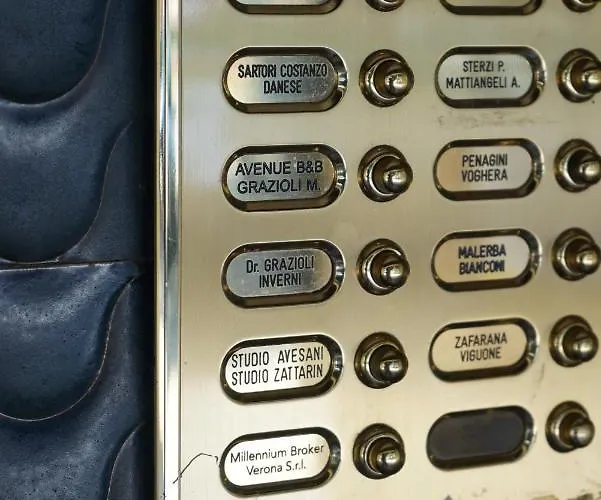 SARTORI COSTANZO
DANESE
STERZI P.
MATTIANGELI A.
AVENUE B&B
GRAZIOLI M.
PENAGINI
VOGHERA
Dr. GRAZIOLI
INVERNI
MALERBA
BIANCONI
STUDIO AVESANI
STUDIO ZATTARIN
ZAFARANA
VIGUONE
Millennium Broker
Verona S.r.l.